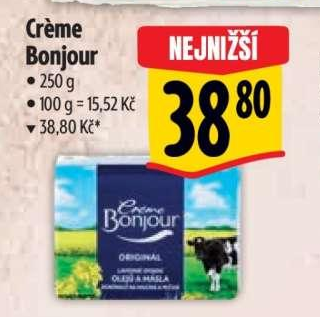 Crème
Bonjour
• 250 g
• 100 g = 15,52 Kč
▾ 38,80 Kč*
NEJNIŽŠÍ
38 80
Crème
Bonjour
ORIGINAL
OLEJŮ A MÁSLA